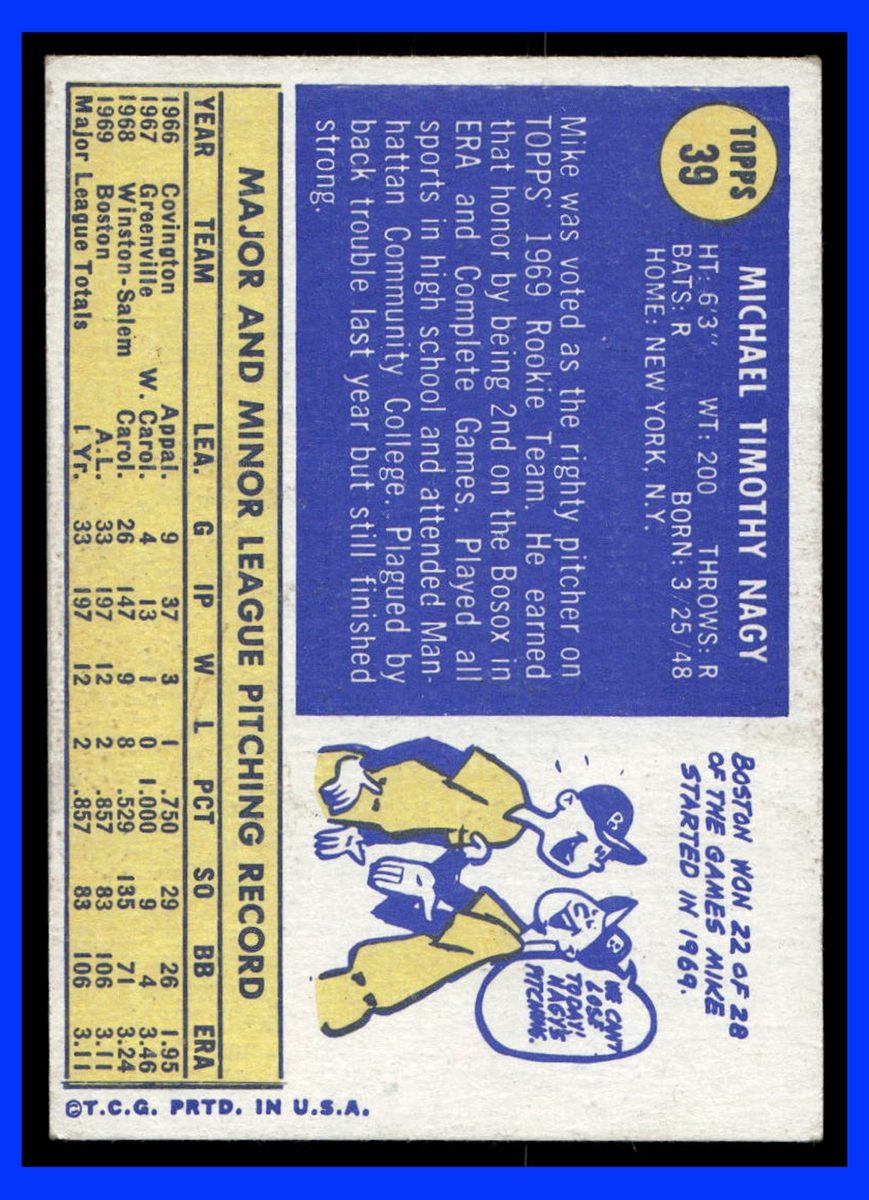 TOPPS
39
MICHAEL TIMOTHY NAGY
HT: 6'3" WT: 200 THROWS: R
BATS: R BORN: 3/25/48
HOME: NEW YORK, N.Y.
Mike was voted as the righty pitcher on
TOPPS' 1969 Rookie Team. He earned
that honor by being 2nd on the Bosox in
ERA and Complete Games. Played all
sports in high school and attended Man-
hattan Community College. Plagued by
back trouble last year but still finished
strong.
BOSTON WON 22 OF 28
OF THE GAMES MIKE
STARTED IN 1969.
WE CAN'T
LOSE
TODAY!
NAGY'S
PITCHING.
B
B
MAJOR AND MINOR LEAGUE PITCHING RECORD
YEAR TEAM LEA. G IP W L PCT SO BB ERA
1966 Covington Appal. 9 37 3 1 .750 29 26 1.95
1967 Greenville W. Carol. 4 13 1 0 1.000 9 4 3.46
1968 Winston-Salem Carol. 26 147 9 8 .529 135 71 3.24
1969 Boston A.L. 33 197 12 2 .857 83 106 3.11
Major League Totals 1 Yr. 33 197 12 2 .857 83 106 3.11
©T.C.G. PRTD. IN U.S.A.